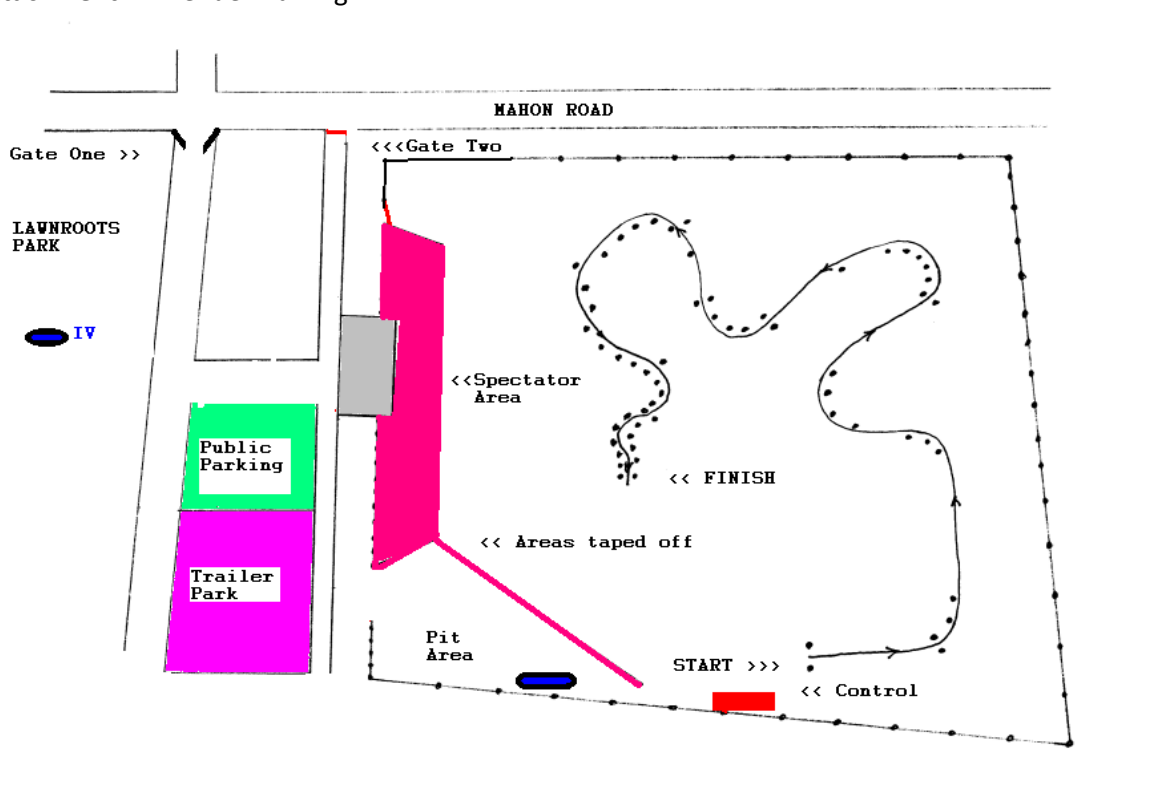 MAHON ROAD
Gate One >>
<<<Gate Two
LAWNROOTS
PARK
IV
<<Spectator
Area
Public
Parking
<< FINISH
<< Areas taped off
Trailer
Park
Pit
Area
START >>>
<< Control